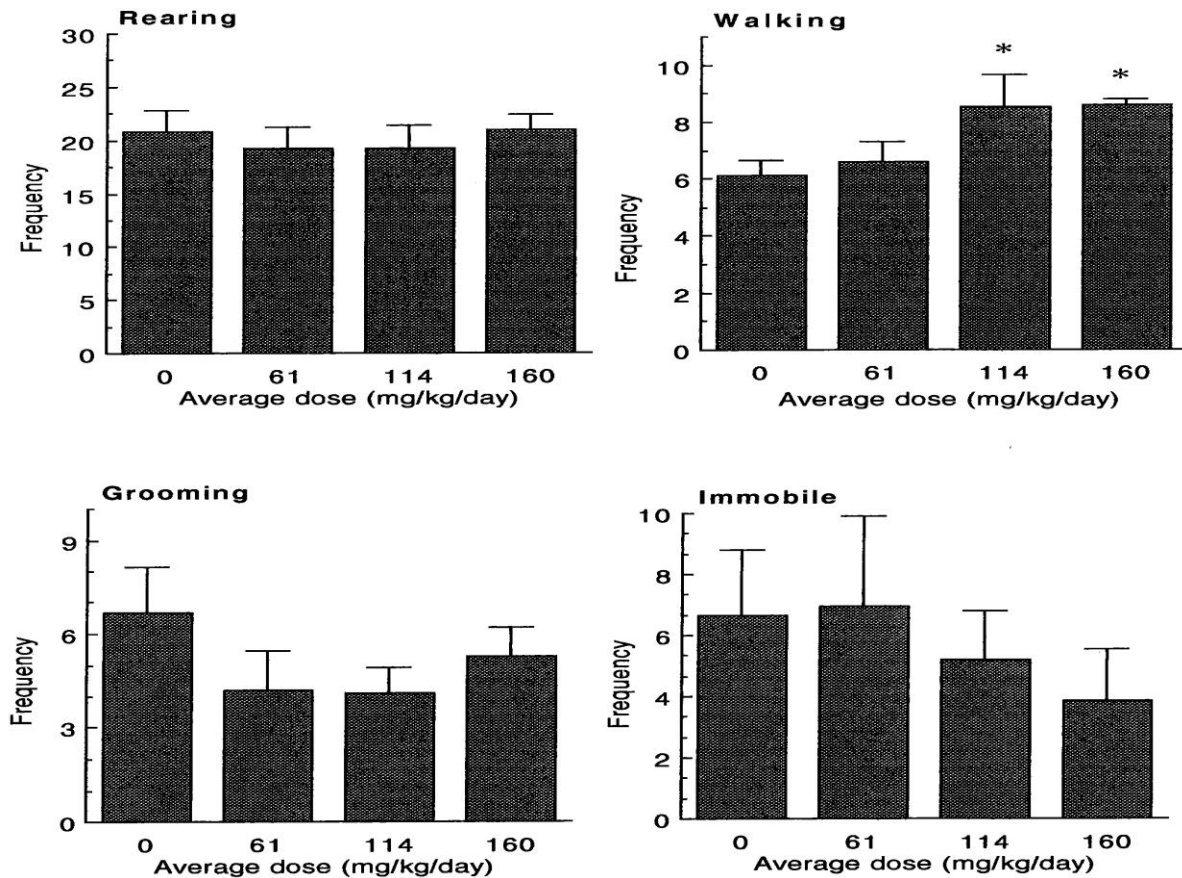 Rearing
30
25
20
15
10
5
0
Frequency
0 61 114 160
Average dose (mg/kg/day)
Walking
10
8
6
4
2
0
Frequency
* *
0 61 114 160
Average dose (mg/kg/day)
Grooming
9
6
3
0
Frequency
0 61 114 160
Average dose (mg/kg/day)
Immobile
10
8
6
4
2
0
Frequency
0 61 114 160
Average dose (mg/kg/day)